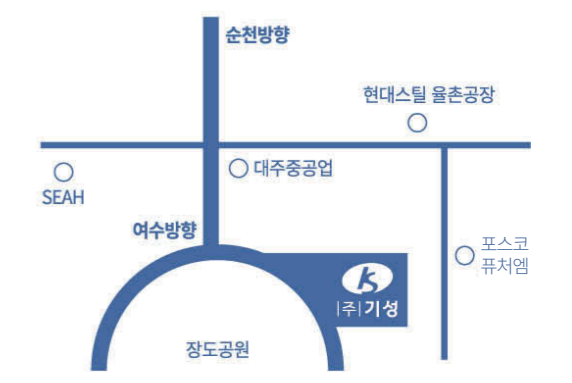 순천방향
현대스틸 율촌공장
대주중공업
SEAH
여수방향
포스코
퓨처엠
KS
|주|기성
장도공원